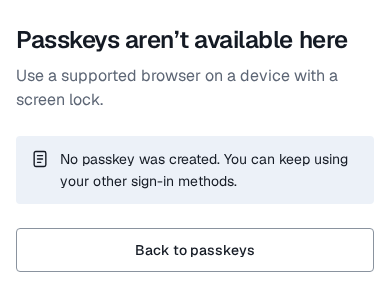 Passkeys aren’t available here
Use a supported browser on a device with a
screen lock.
No passkey was created. You can keep using
your other sign-in methods.
Back to passkeys